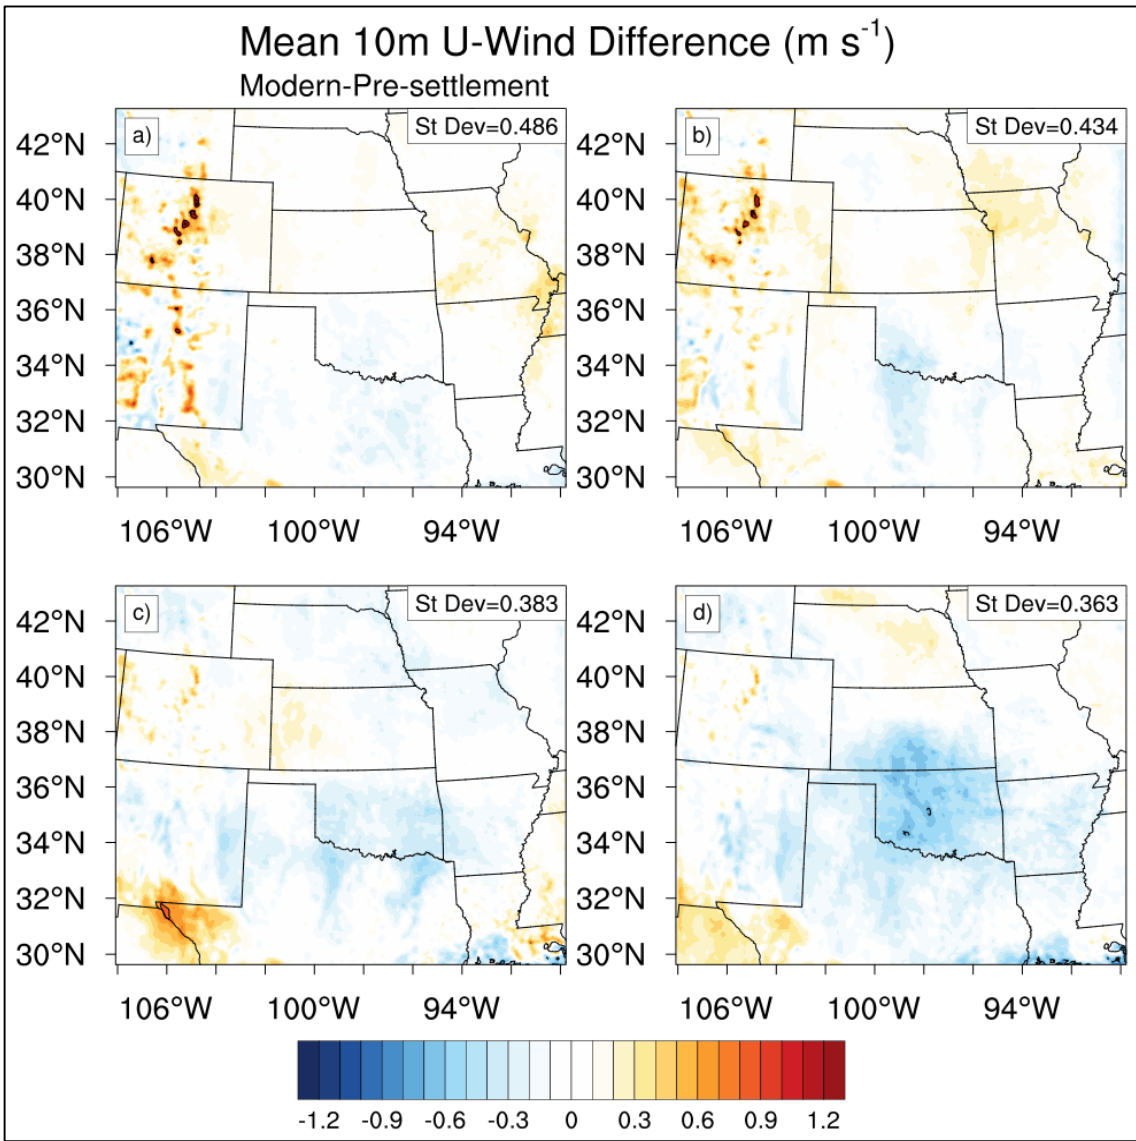 Mean 10m U-Wind Difference (m s⁻¹)
Modern-Pre-settlement
a) St Dev=0.486
42°N
40°N
38°N
36°N
34°N
32°N
30°N
106°W 100°W 94°W
b) St Dev=0.434
42°N
40°N
38°N
36°N
34°N
32°N
30°N
106°W 100°W 94°W
c) St Dev=0.383
42°N
40°N
38°N
36°N
34°N
32°N
30°N
106°W 100°W 94°W
d) St Dev=0.363
42°N
40°N
38°N
36°N
34°N
32°N
30°N
106°W 100°W 94°W
-1.2 -0.9 -0.6 -0.3 0 0.3 0.6 0.9 1.2